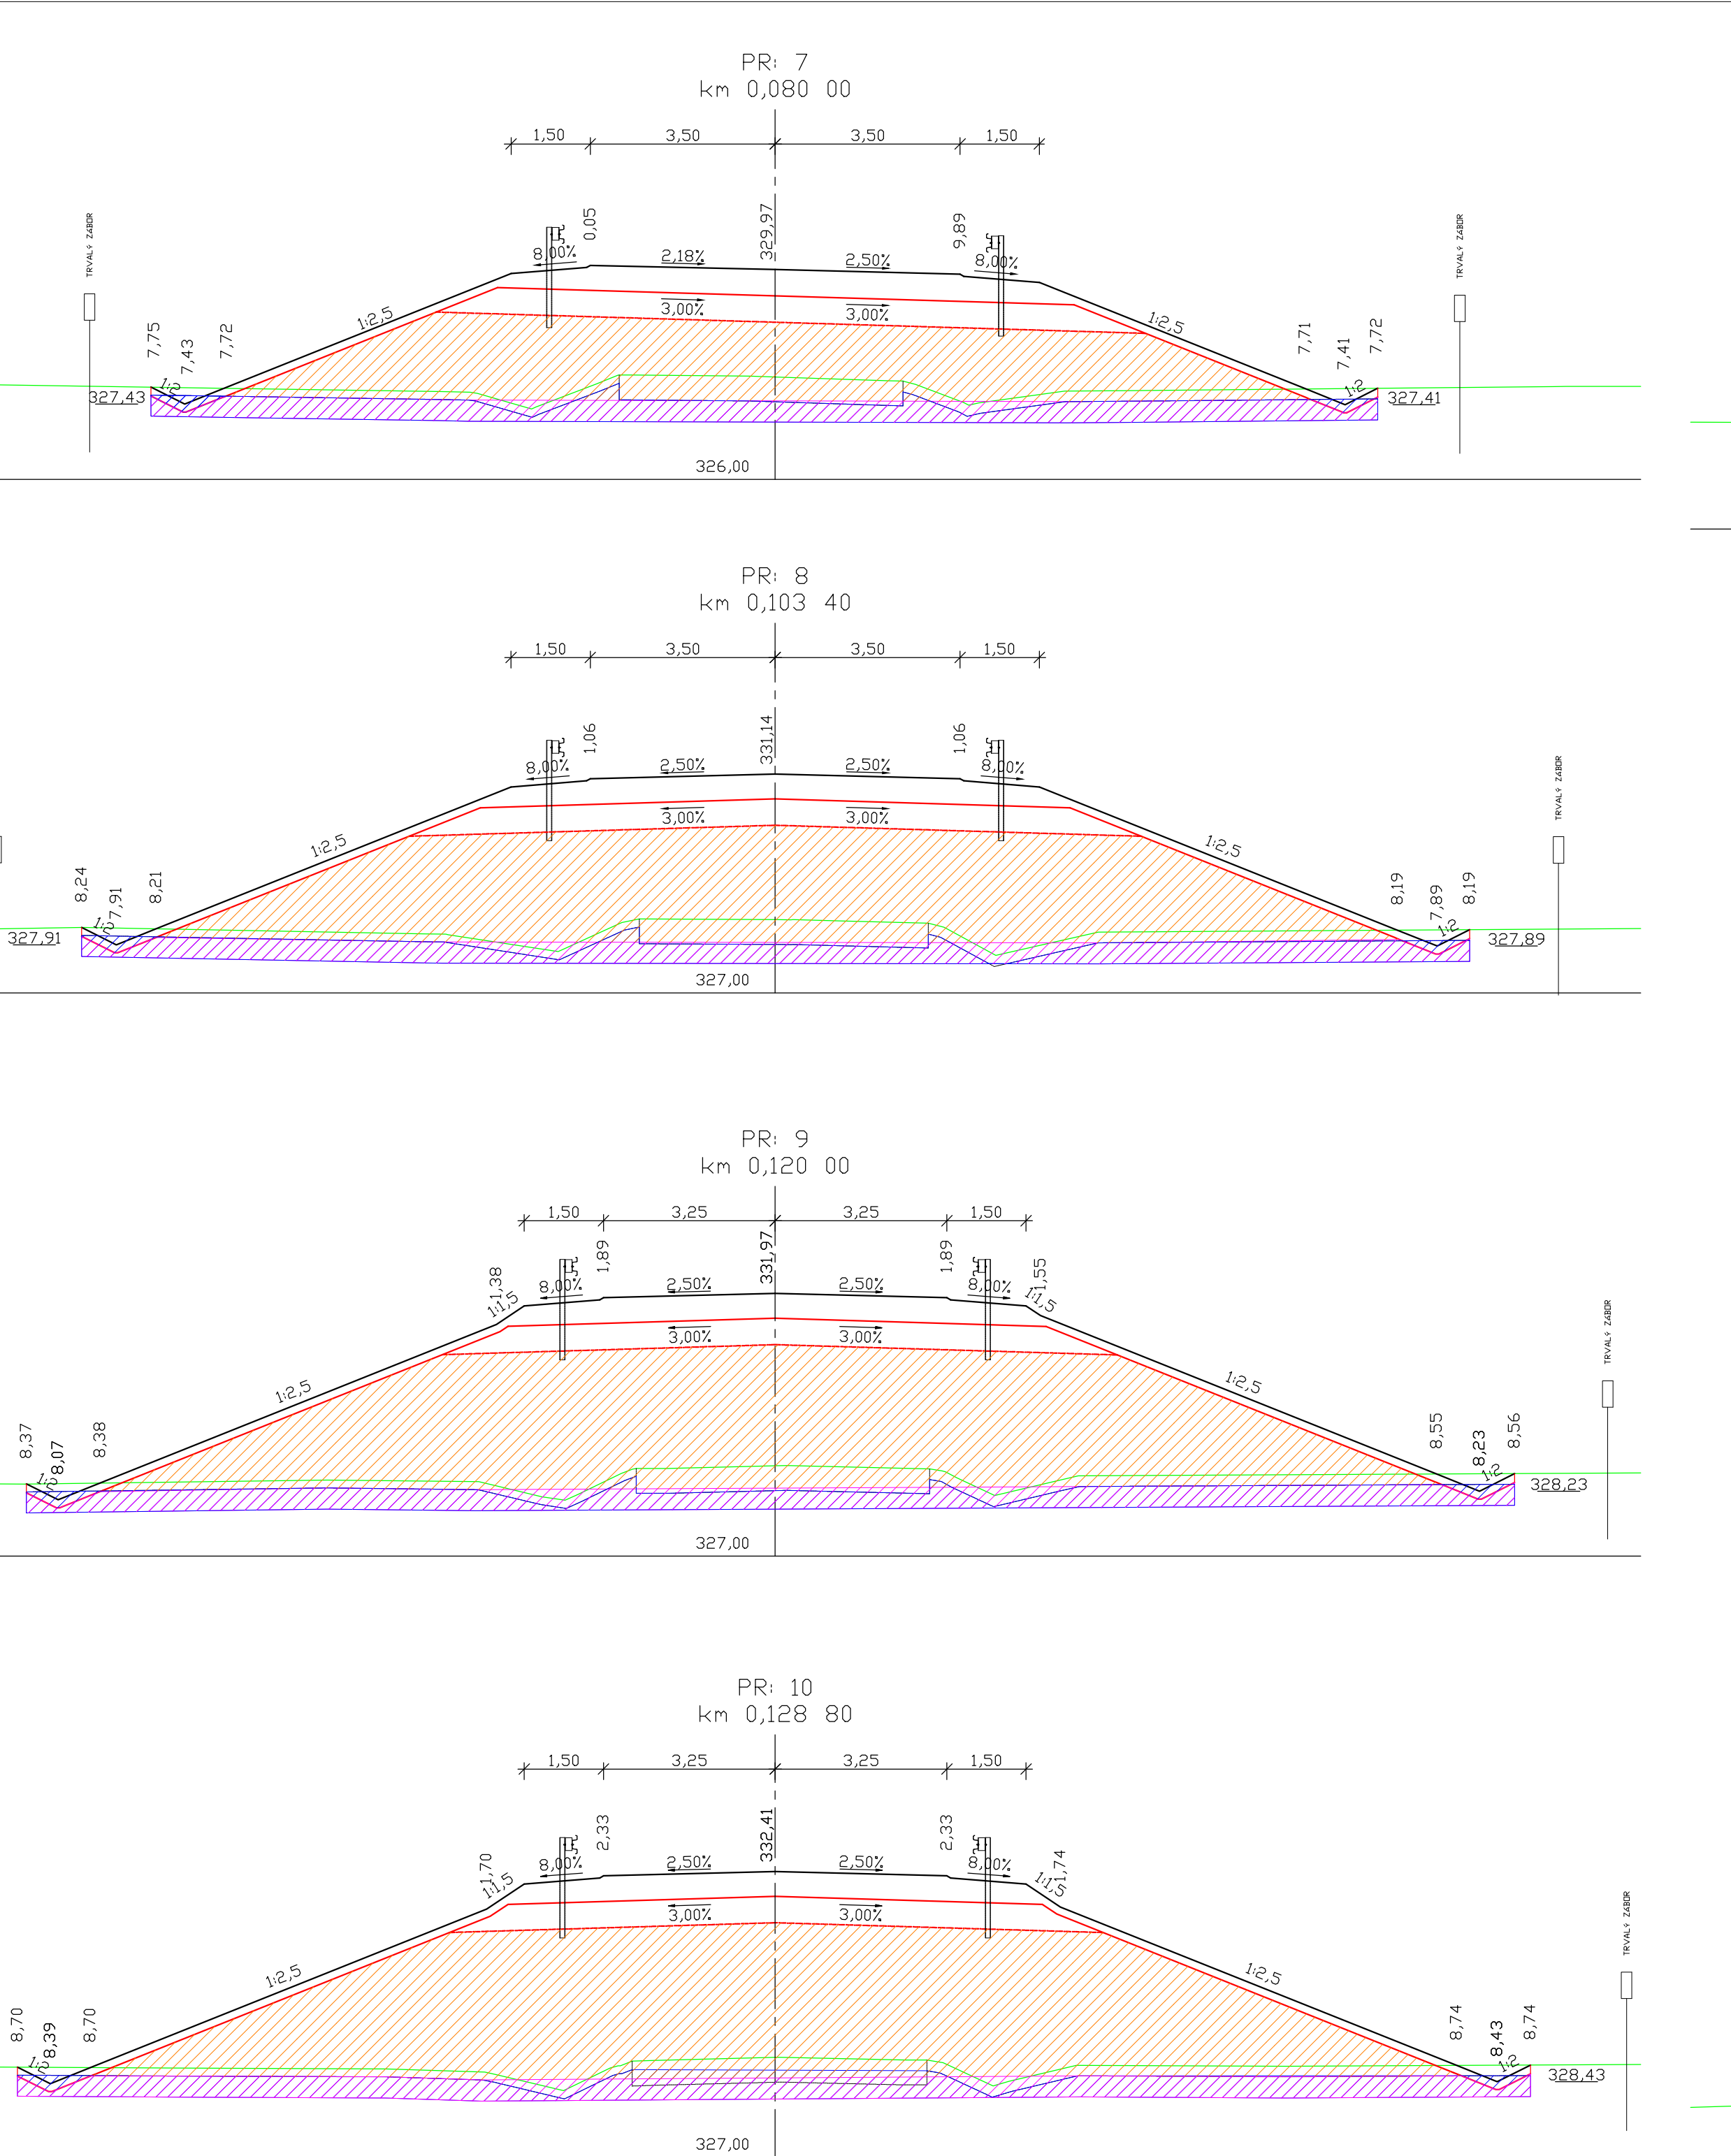 PR: 7
km 0,080 00
1,50 3,50 3,50 1,50
TRVALÝ ZÁBOR
0,05
329,97
9,89
TRVALÝ ZÁBOR
8,00% 2,18% 2,50% 8,00%
3,00% 3,00%
1:2,5 1:2,5
7,75 7,43 7,72 7,71 7,41 7,72
1:2 1:2
327,43 327,41
326,00
PR: 8
km 0,103 40
1,50 3,50 3,50 1,50
1,06 331,14 1,06
TRVALÝ ZÁBOR
8,00% 2,50% 2,50% 8,00%
3,00% 3,00%
1:2,5 1:2,5
8,24 7,91 8,21 8,19 7,89 8,19
1:2 1:2
327,91 327,89
327,00
PR: 9
km 0,120 00
1,50 3,25 3,25 1,50
1,38 1,89 331,97 1,89 1,55
1:1,5 8,00% 2,50% 2,50% 8,00% 1:1,5
3,00% 3,00%
TRVALÝ ZÁBOR
1:2,5 1:2,5
8,37 8,07 8,38 8,55 8,23 8,56
1:2 1:2
328,23
327,00
PR: 10
km 0,128 80
1,50 3,25 3,25 1,50
1,70 2,33 332,41 2,33 1,74
1:1,5 8,00% 2,50% 2,50% 8,00% 1:1,5
3,00% 3,00%
TRVALÝ ZÁBOR
1:2,5 1:2,5
8,70 8,39 8,70 8,74 8,43 8,74
1:2 1:2
328,43
327,00